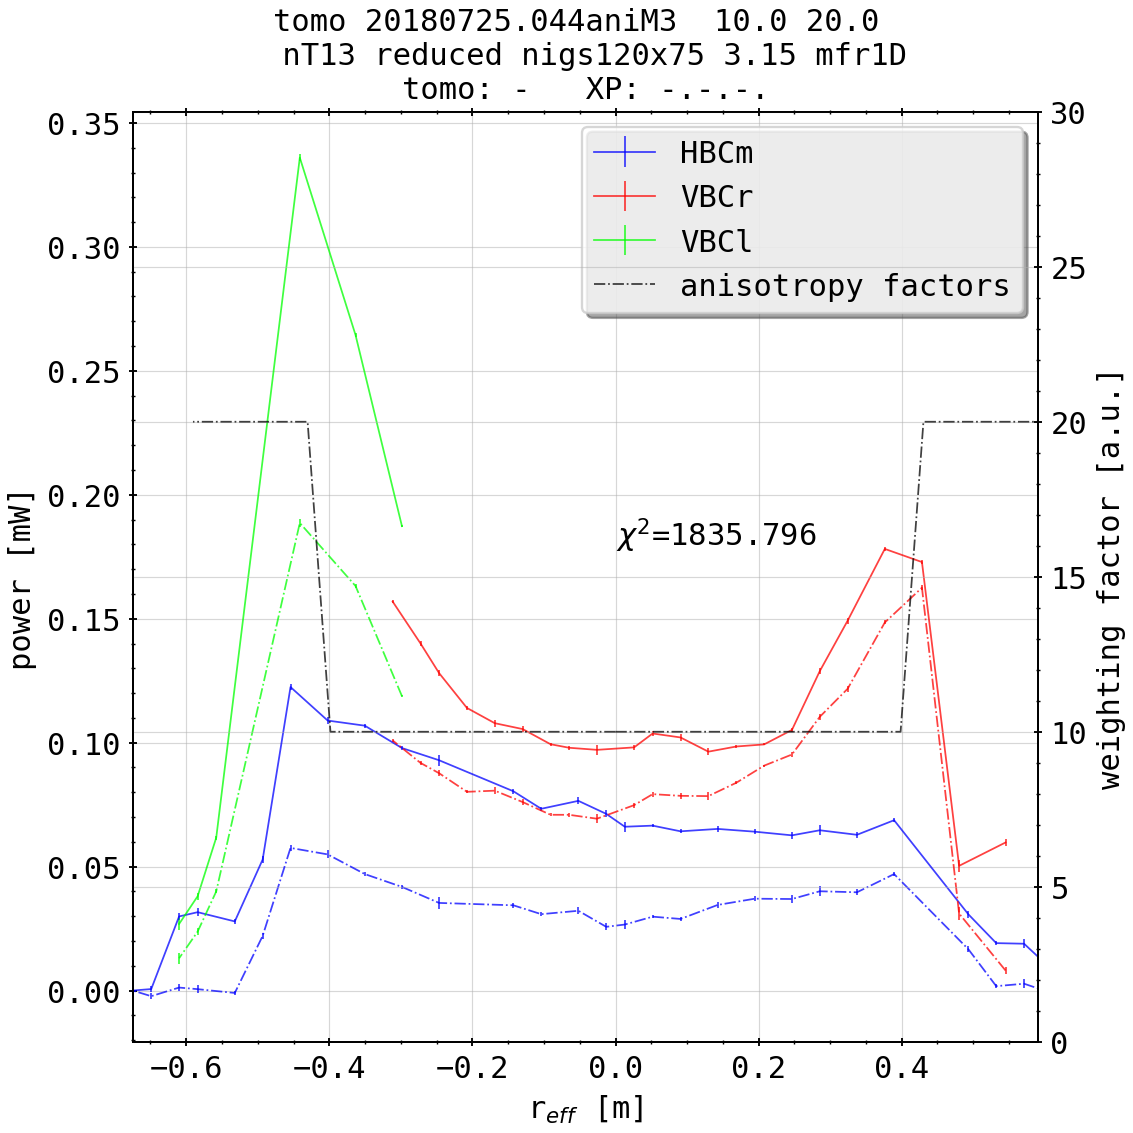 tomo 20180725.044aniM3  10.0 20.0
nT13 reduced nigs120x75 3.15 mfr1D
tomo: -   XP: -.-.-.
HBCm
VBCr
VBCl
anisotropy factors
χ²=1835.796
power [mW]
0.35
0.30
0.25
0.20
0.15
0.10
0.05
0.00
30
25
20
15
10
5
0
weighting factor [a.u.]
−0.6
−0.4
−0.2
0.0
0.2
0.4
r_eff [m]